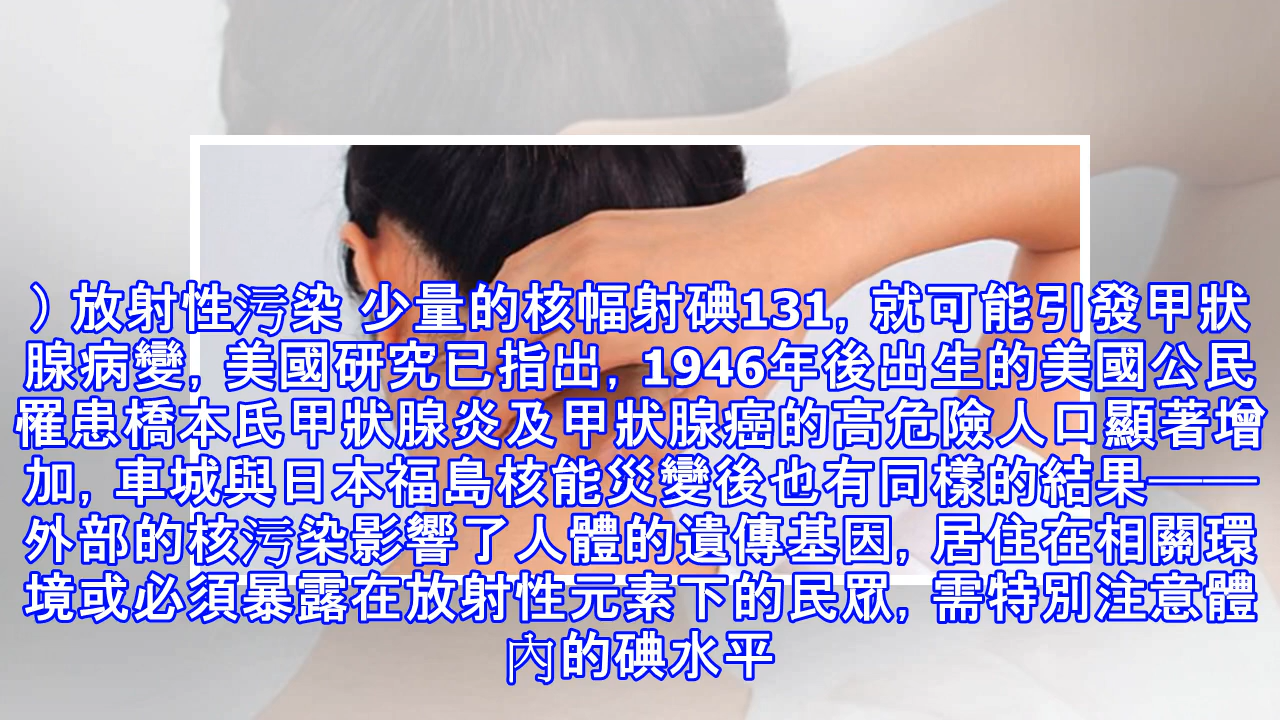 ）放射性污染 少量的核幅射碘131, 就可能引發甲狀
腺病變, 美國研究已指出, 1946年後出生的美國公民
罹患橋本氏甲狀腺炎及甲狀腺癌的高危險人口顯著增
加, 車城與日本福島核能災變後也有同樣的結果──
外部的核污染影響了人體的遺傳基因, 居住在相關環
境或必須暴露在放射性元素下的民眾, 需特別注意體
內的碘水平